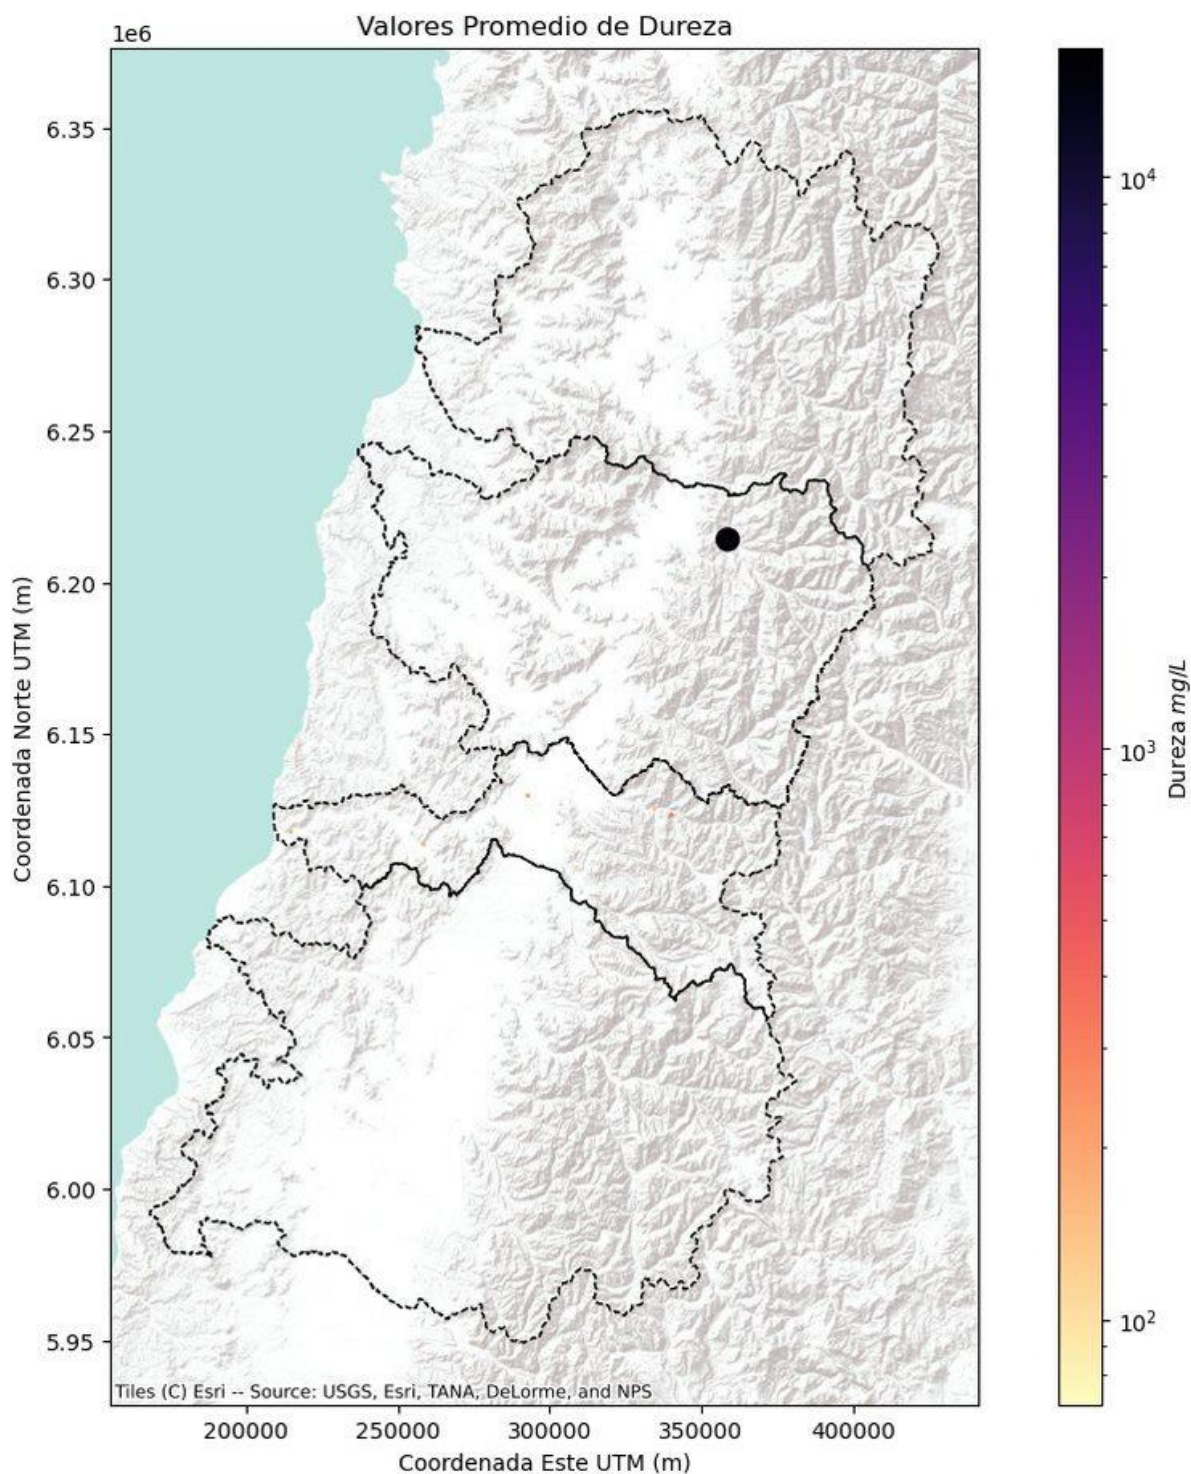 Valores Promedio de Dureza
1e6
6.35
6.30
6.25
6.20
6.15
6.10
6.05
6.00
5.95
Coordenada Norte UTM (m)
Tiles (C) Esri -- Source: USGS, Esri, TANA, DeLorme, and NPS
200000 250000 300000 350000 400000
Coordenada Este UTM (m)
10⁴
10³
10²
Dureza mg/L